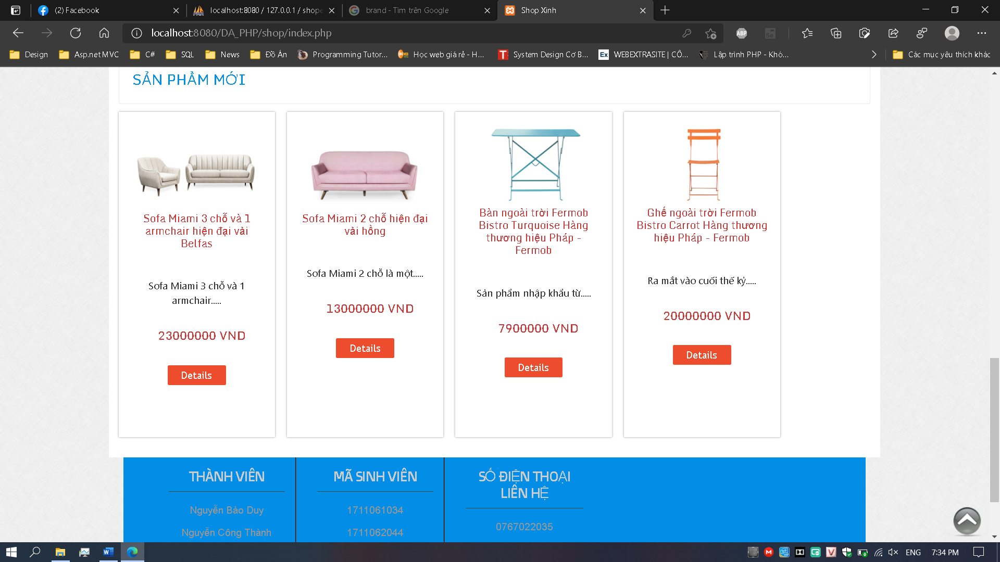 (2) Facebook
localhost:8080 / 127.0.0.1 / shope
brand - Tìm trên Google
Shop Xinh
localhost:8080/DA_PHP/shop/index.php
ABP
Se
Design
Asp.net MVC
C#
SQL
News
Đồ Án
Programming Tutor...
Học web giá rẻ - H...
System Design Cơ B...
Ex
WEBEXTRASITE | CÔ...
Lập trình PHP - Khó...
Các mục yêu thích khác
SẢN PHẨM MỚI
Sofa Miami 3 chỗ và 1
armchair hiện đại vải
Belfas
Sofa Miami 3 chỗ và 1
armchair.....
23000000 VND
Details
Sofa Miami 2 chỗ hiện đại
vải hồng
Sofa Miami 2 chỗ là một.....
13000000 VND
Details
Bàn ngoài trời Fermob
Bistro Turquoise Hàng
thương hiệu Pháp -
Fermob
Sản phẩm nhập khẩu từ.....
7900000 VND
Details
Ghế ngoài trời Fermob
Bistro Carrot Hàng thương
hiệu Pháp - Fermob
Ra mắt vào cuối thế kỷ.....
20000000 VND
Details
THÀNH VIÊN
Nguyễn Bảo Duy
Nguyễn Công Thành
MÃ SINH VIÊN
1711061034
1711062044
SỐ ĐIỆN THOẠI
LIÊN HỆ
0767022035
ENG
7:34 PM